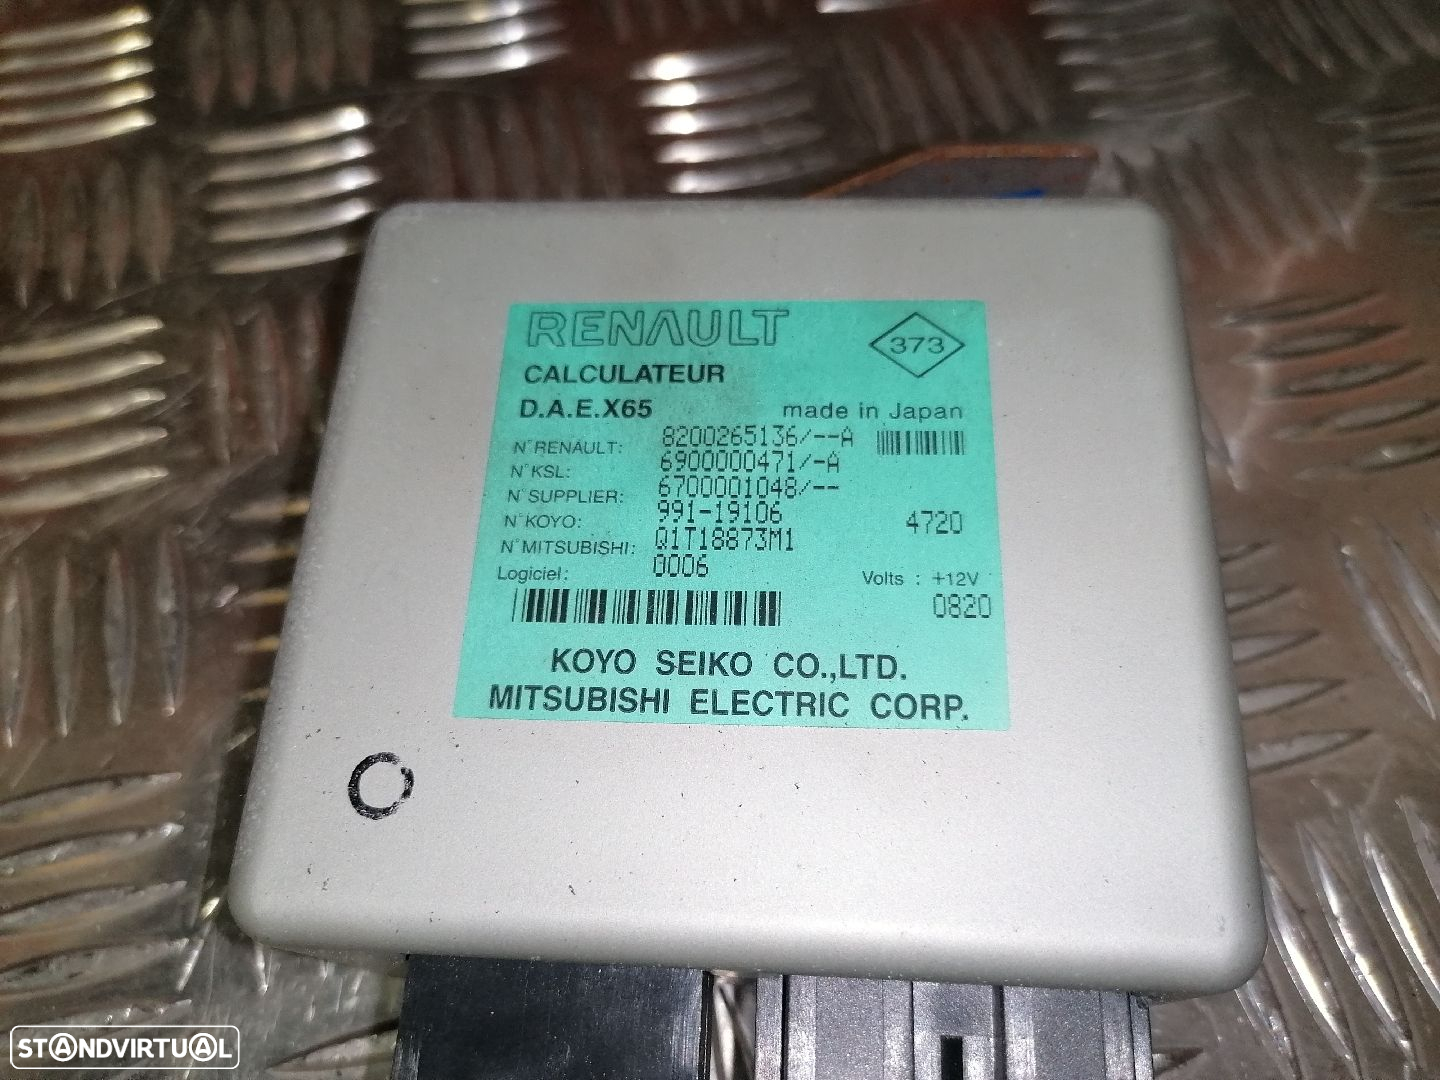 RENAULT
373
CALCULATEUR
D.A.E.X65 made in Japan
N°RENAULT: 8200265136/--A
N°KSL: 6900000471/-A
N°SUPPLIER: 6700001048/--
N°KOYO: 991-19106 4720
N°MITSUBISHI: Q1T18873M1
Logiciel: 0006 Volts : +12V
0820
KOYO SEIKO CO.,LTD.
MITSUBISHI ELECTRIC CORP.
STANDVIRTUAL